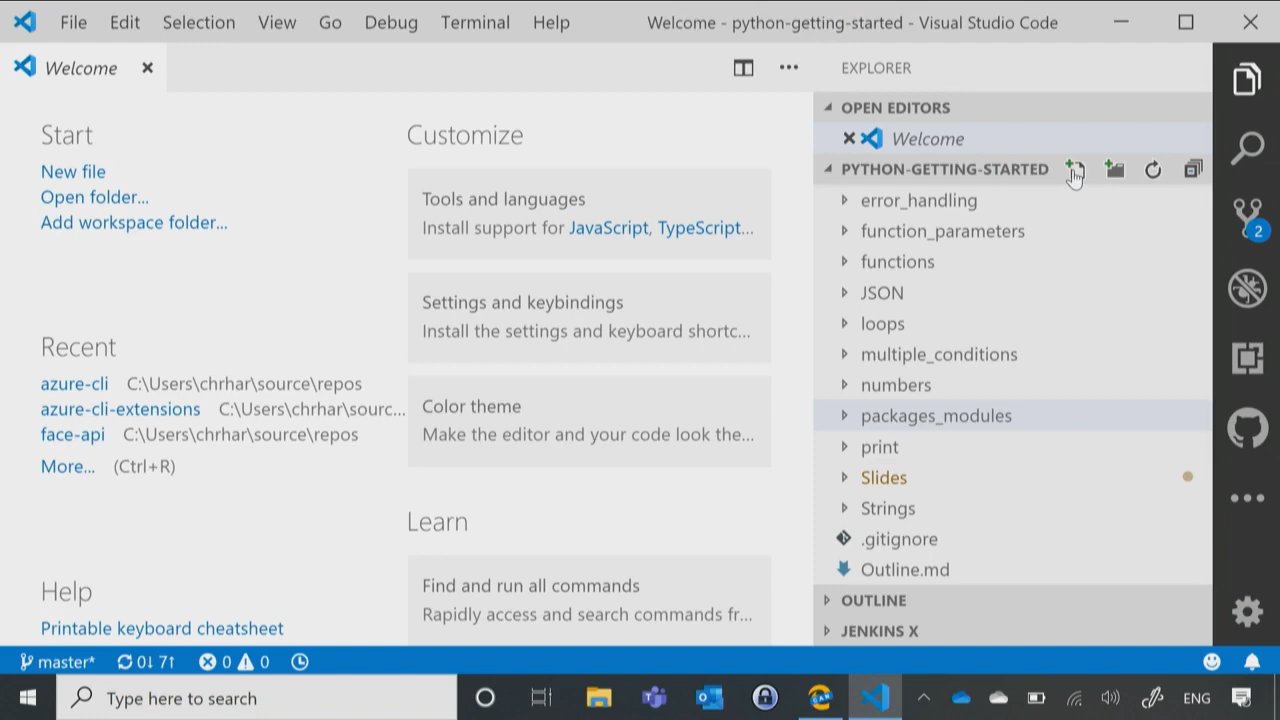 File Edit Selection View Go Debug Terminal Help Welcome - python-getting-started - Visual Studio Code
Welcome
Start
New file
Open folder...
Add workspace folder...
Recent
azure-cli C:\Users\chrhar\source\repos
azure-cli-extensions C:\Users\chrhar\sourc...
face-api C:\Users\chrhar\source\repos
More... (Ctrl+R)
Help
Printable keyboard cheatsheet
Customize
Tools and languages
Install support for JavaScript, TypeScript...
Settings and keybindings
Install the settings and keyboard shortc...
Color theme
Make the editor and your code look the...
Learn
Find and run all commands
Rapidly access and search commands fr...
EXPLORER
OPEN EDITORS
Welcome
PYTHON-GETTING-STARTED
error_handling
function_parameters
functions
JSON
loops
multiple_conditions
numbers
packages_modules
print
Slides
Strings
.gitignore
Outline.md
OUTLINE
JENKINS X
2
master* 0↓ 7↑ 0 0
Type here to search
ENG